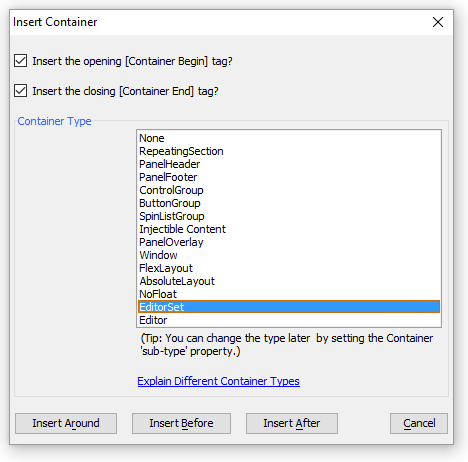 Insert Container
Insert the opening [Container Begin] tag?
Insert the closing [Container End] tag?
Container Type
None
RepeatingSection
PanelHeader
PanelFooter
ControlGroup
ButtonGroup
SpinListGroup
Injectible Content
PanelOverlay
Window
FlexLayout
AbsoluteLayout
NoFloat
EditorSet
Editor
(Tip: You can change the type later by setting the Container
'sub-type' property.)
Explain Different Container Types
Insert Around Insert Before Insert After Cancel